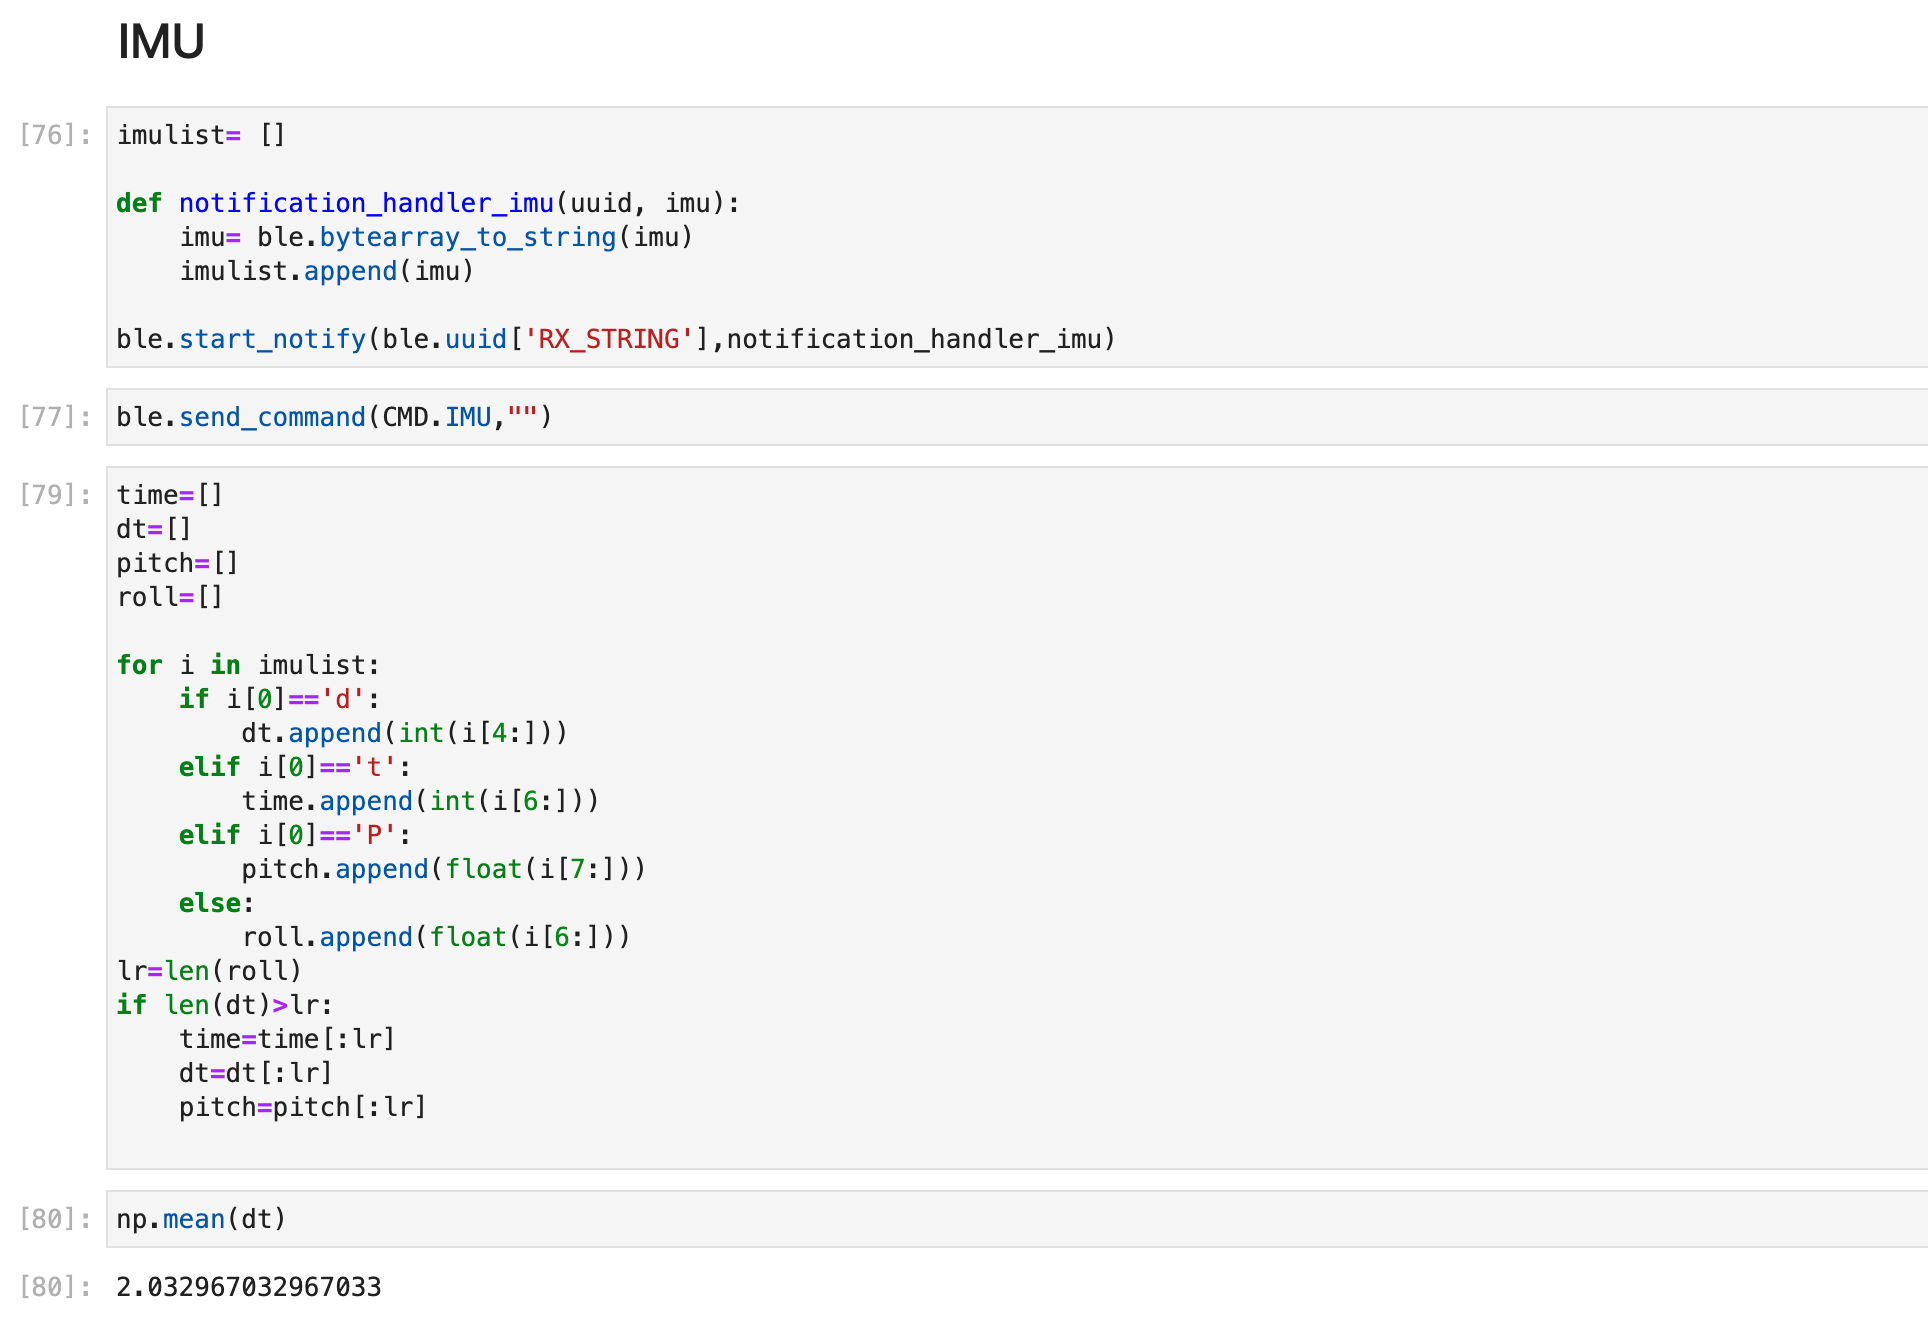 IMU
[76]: imulist= []
def notification_handler_imu(uuid, imu):
    imu= ble.bytearray_to_string(imu)
    imulist.append(imu)
ble.start_notify(ble.uuid['RX_STRING'],notification_handler_imu)
[77]: ble.send_command(CMD.IMU,"")
[79]: time=[]
dt=[]
pitch=[]
roll=[]
for i in imulist:
    if i[0]=='d':
        dt.append(int(i[4:]))
    elif i[0]=='t':
        time.append(int(i[6:]))
    elif i[0]=='P':
        pitch.append(float(i[7:]))
    else:
        roll.append(float(i[6:]))
lr=len(roll)
if len(dt)>lr:
    time=time[:lr]
    dt=dt[:lr]
    pitch=pitch[:lr]
[80]: np.mean(dt)
[80]: 2.032967032967033